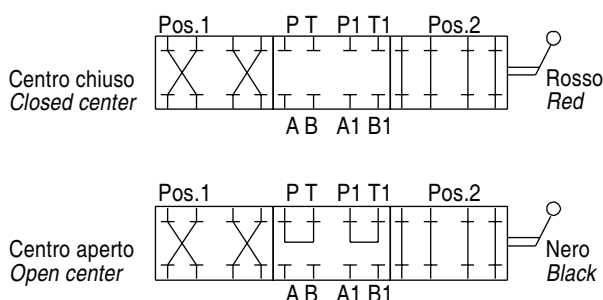 Pos.1 P T P1 T1 Pos.2
Centro chiuso
Closed center
Rosso
Red
A B A1 B1
Pos.1 P T P1 T1 Pos.2
Centro aperto
Open center
Nero
Black
A B A1 B1